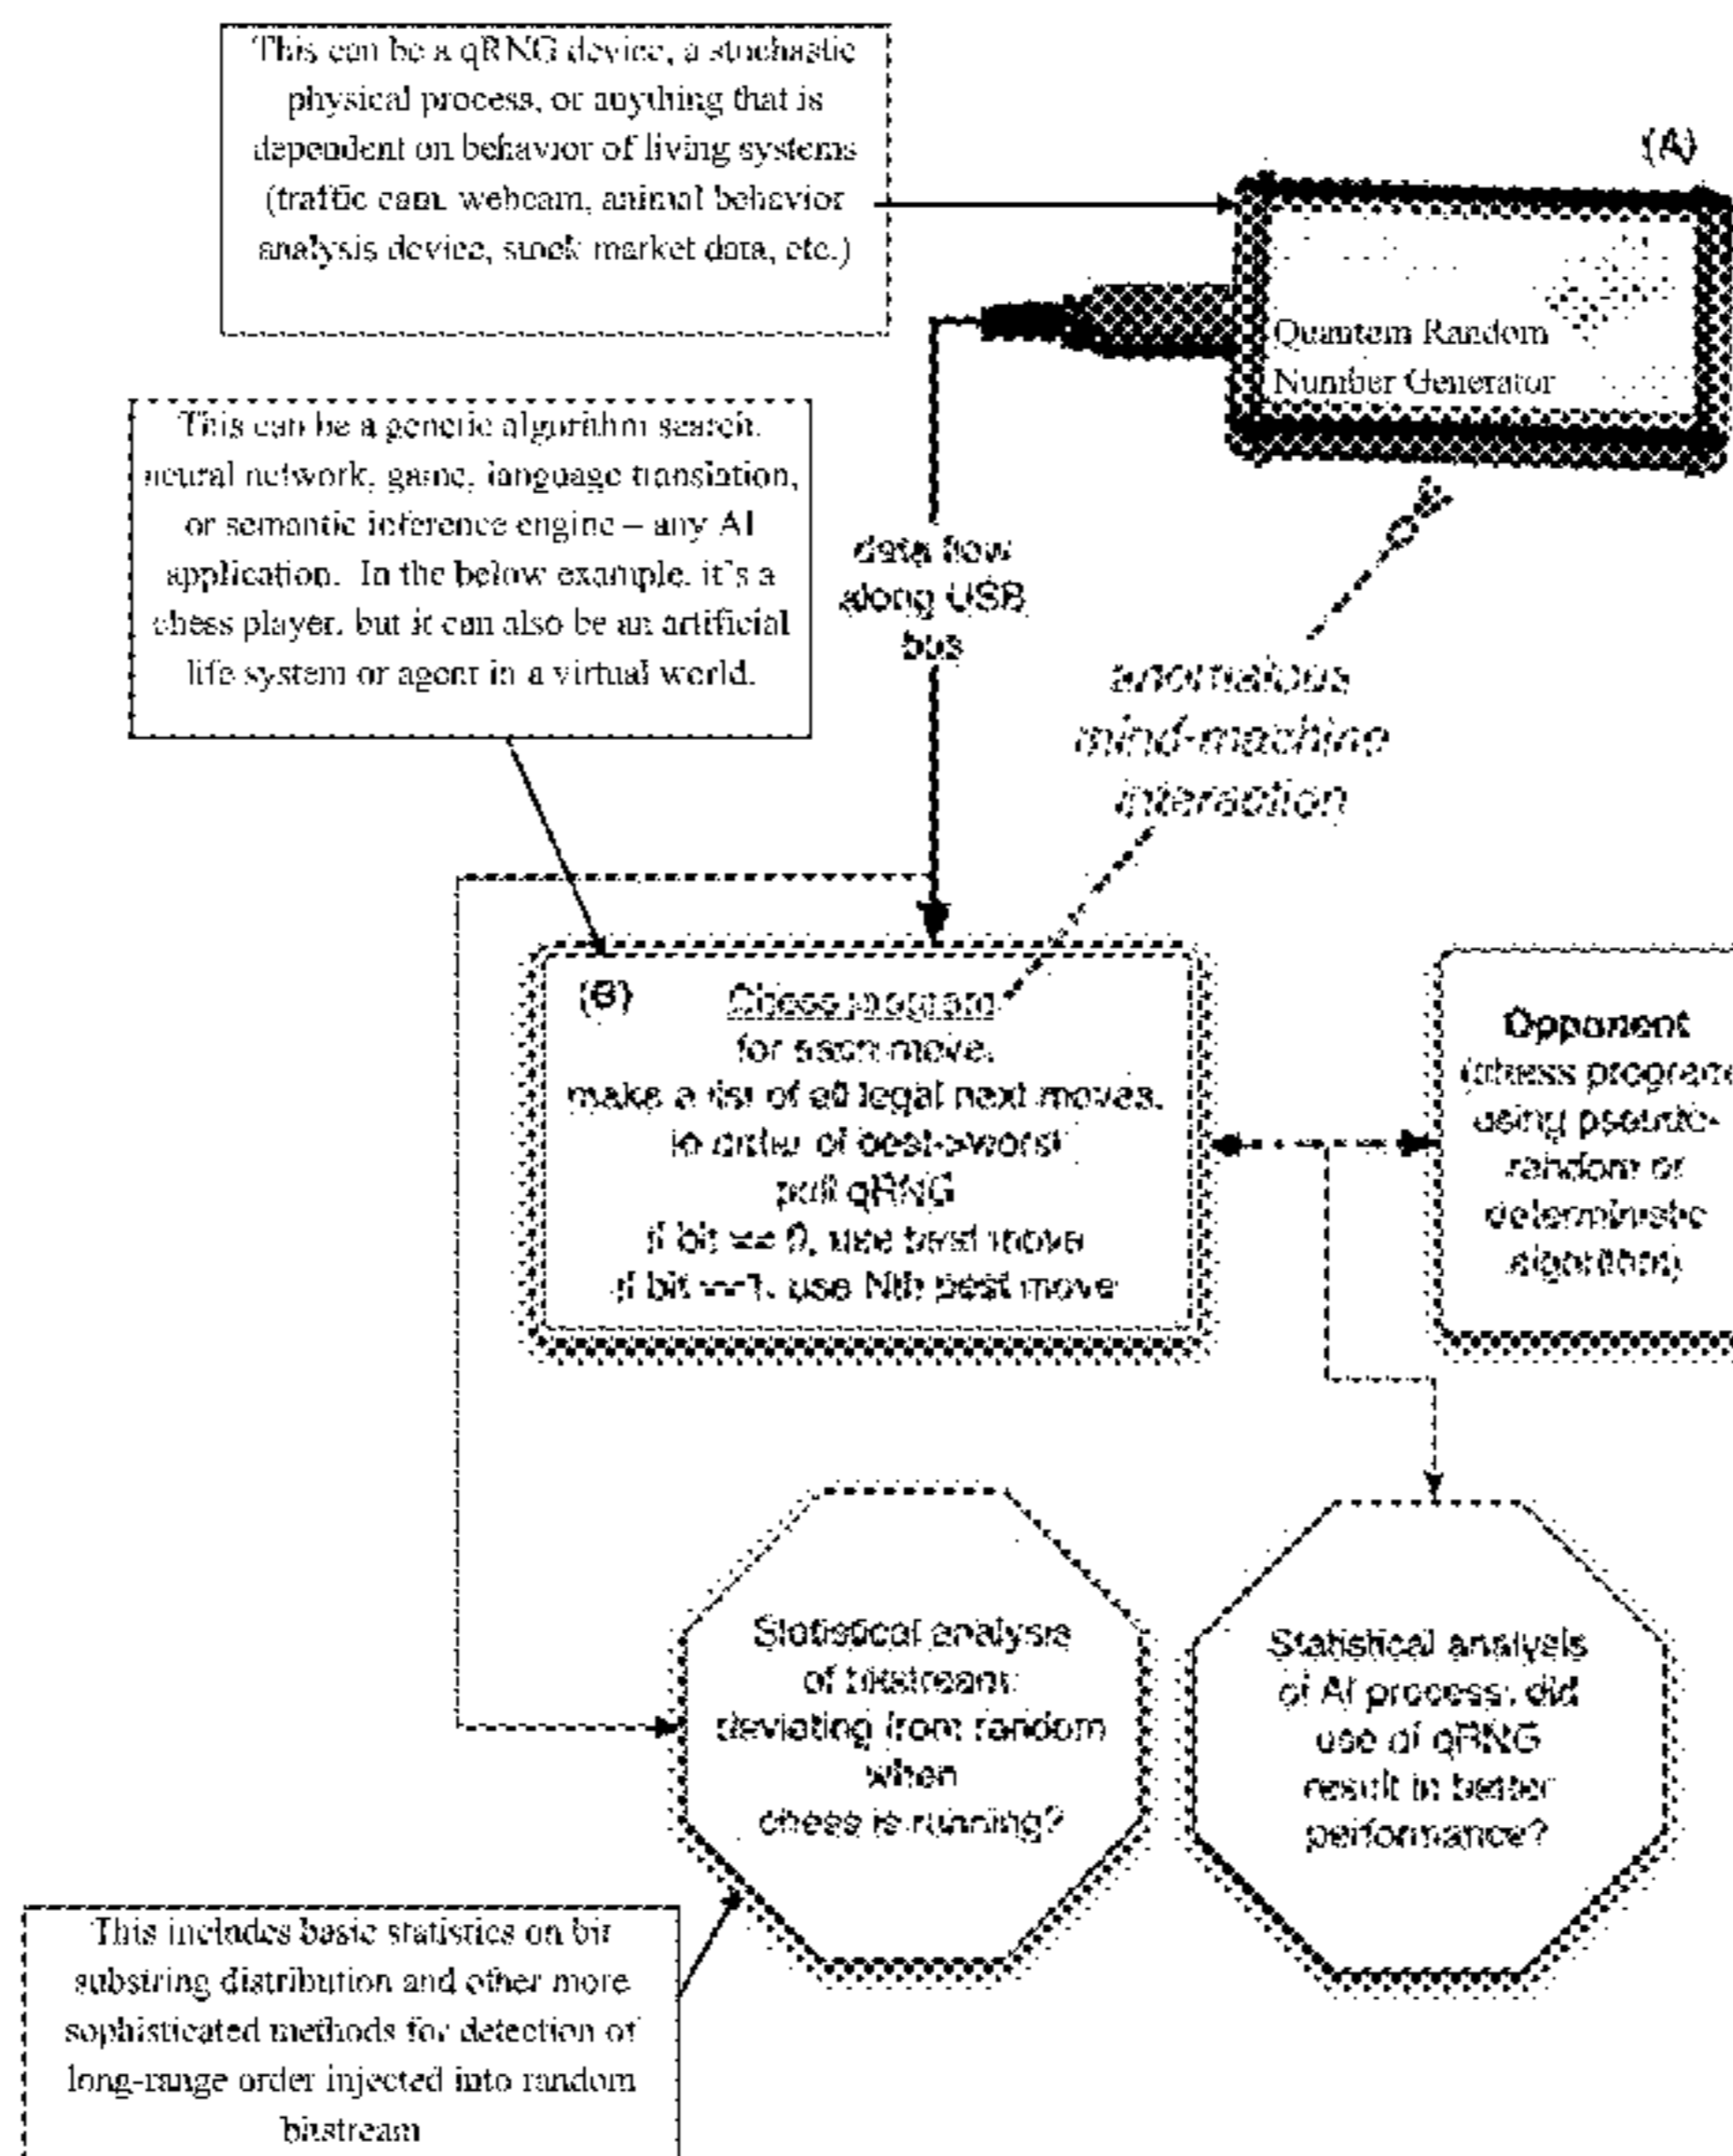 This can be a qRNG device, a stochastic
physical process, or anything that is
dependent on behavior of living systems
(traffic cam, webcam, animal behavior
analysis device, stock market data, etc.)
(A)
Quantum Random
Number Generator
This can be a genetic algorithm search,
neural network, game, language translation,
or semantic inference engine – any AI
application. In the below example, it's a
chess player, but it can also be an artificial
life system or agent in a virtual world.
data flow
along USB
bus
anomalous
mind-machine
interaction
(B)
Chess program
for each move,
make a list of all legal next moves,
in order of best->worst
poll qRNG
if bit == 0, use best move
if bit ==1, use Nth best move
Opponent
(chess program
using pseudo-
random or
deterministic
algorithm)
Statistical analysis
of bitstream:
deviating from random
when
chess is running?
Statistical analysis
of AI process: did
use of qRNG
result in better
performance?
This includes basic statistics on bit
substring distribution and other more
sophisticated methods for detection of
long-range order injected into random
bitstream